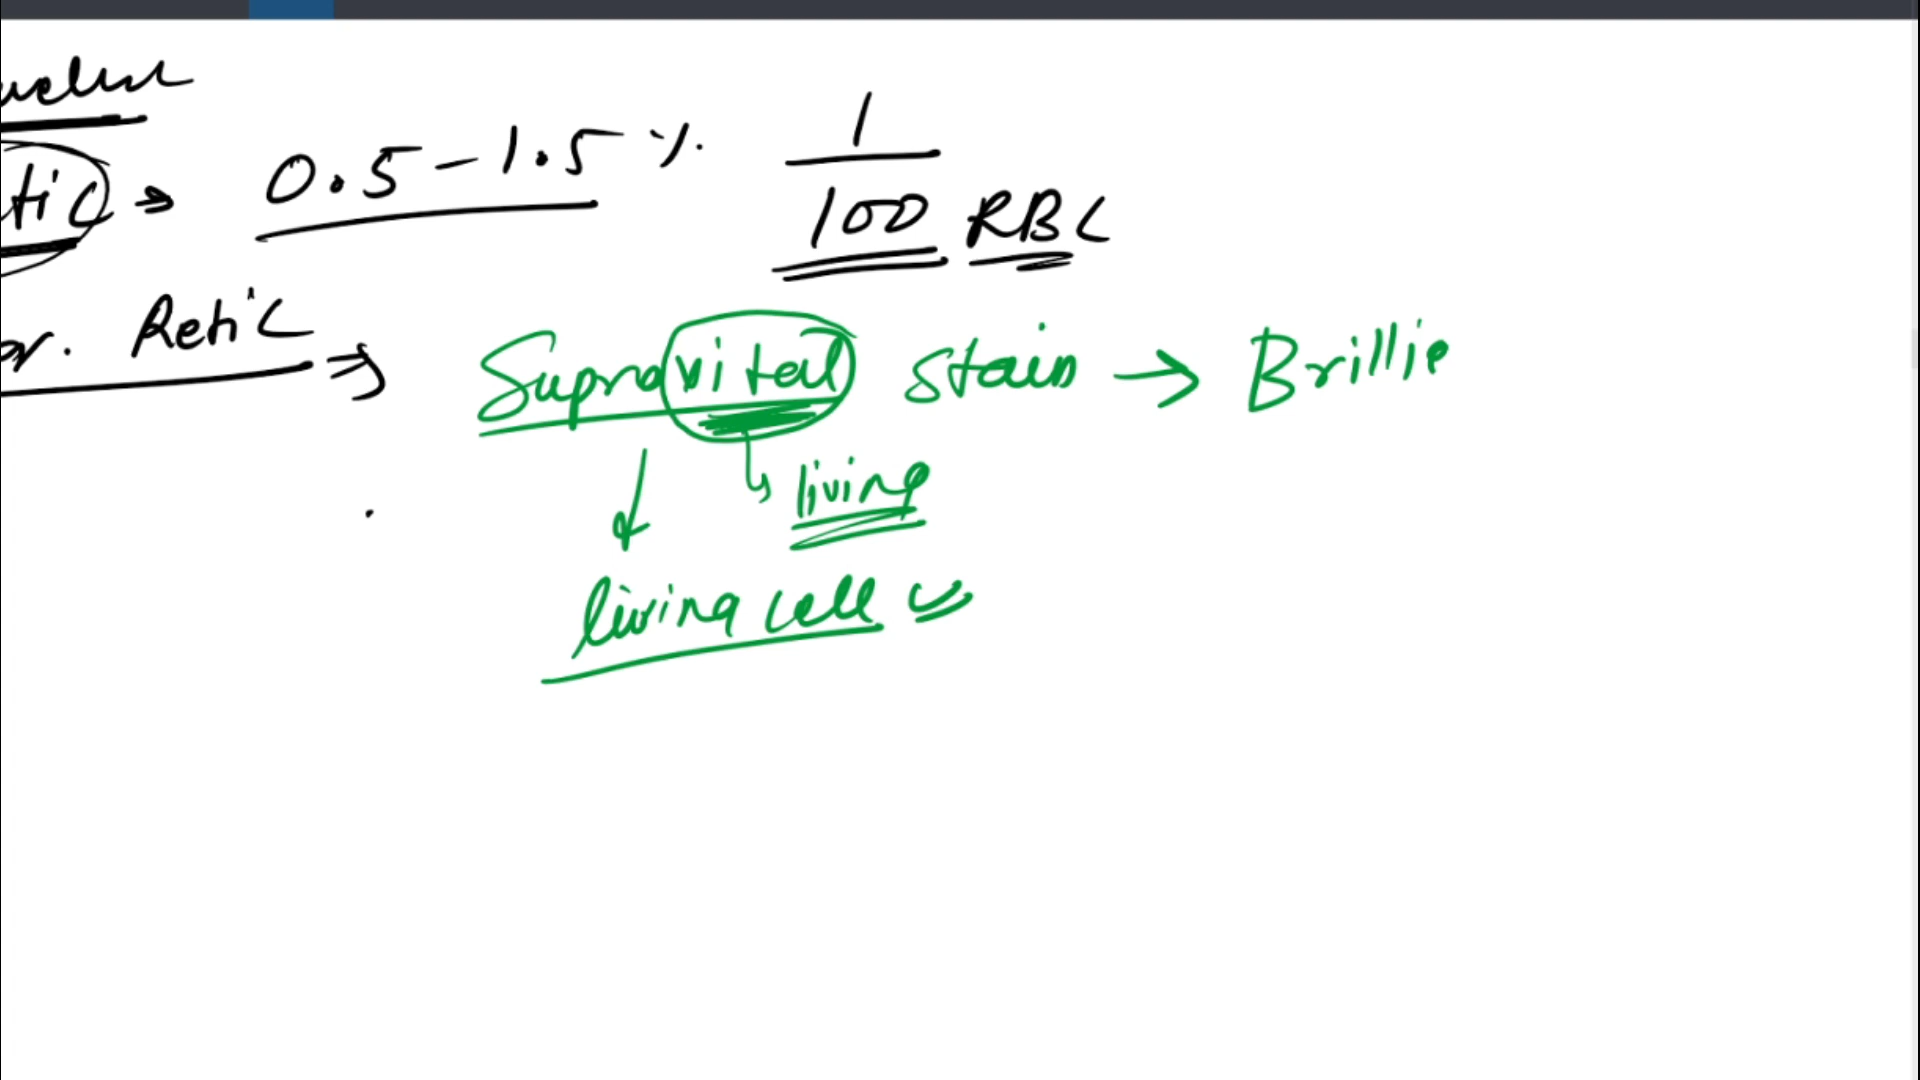 0.5-1.5 %. 1/100 RBC
Retic ⇒ Supravital stain → Brillie
living
living cell